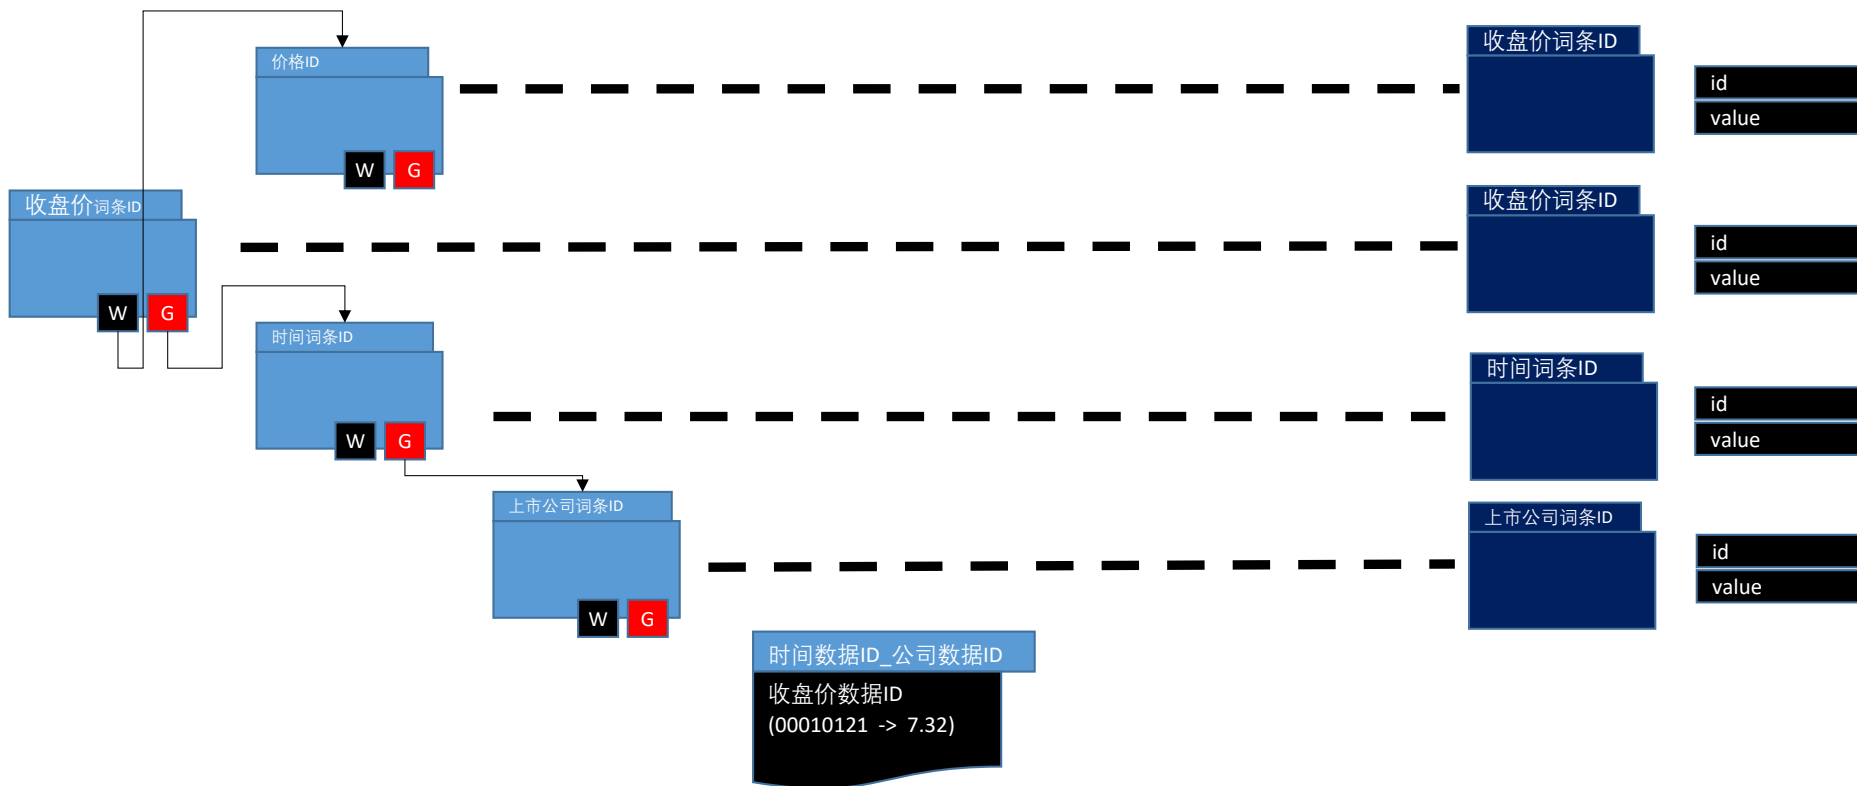 价格ID
W G
收盘价词条ID
id
value
收盘价词条ID
W G
收盘价词条ID
id
value
时间词条ID
W G
时间词条ID
id
value
上市公司词条ID
W G
上市公司词条ID
id
value
时间数据ID_公司数据ID
收盘价数据ID
(00010121 -> 7.32)